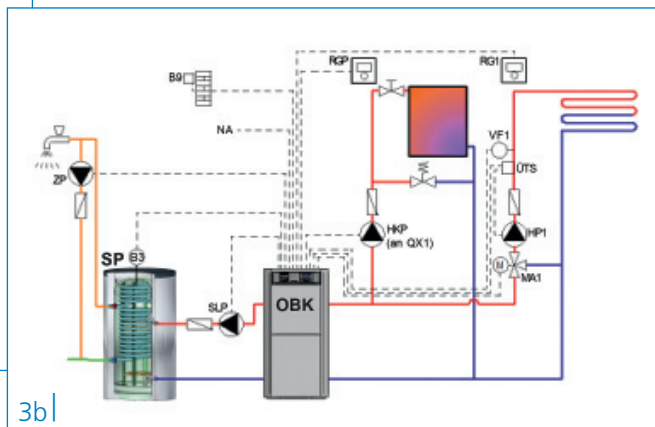 RGP
RG1
B9
NA
VF1
ÜTS
ZP
HKP
(an QX1)
HP1
SP
B3
M
MA1
SLP
OBK
3b